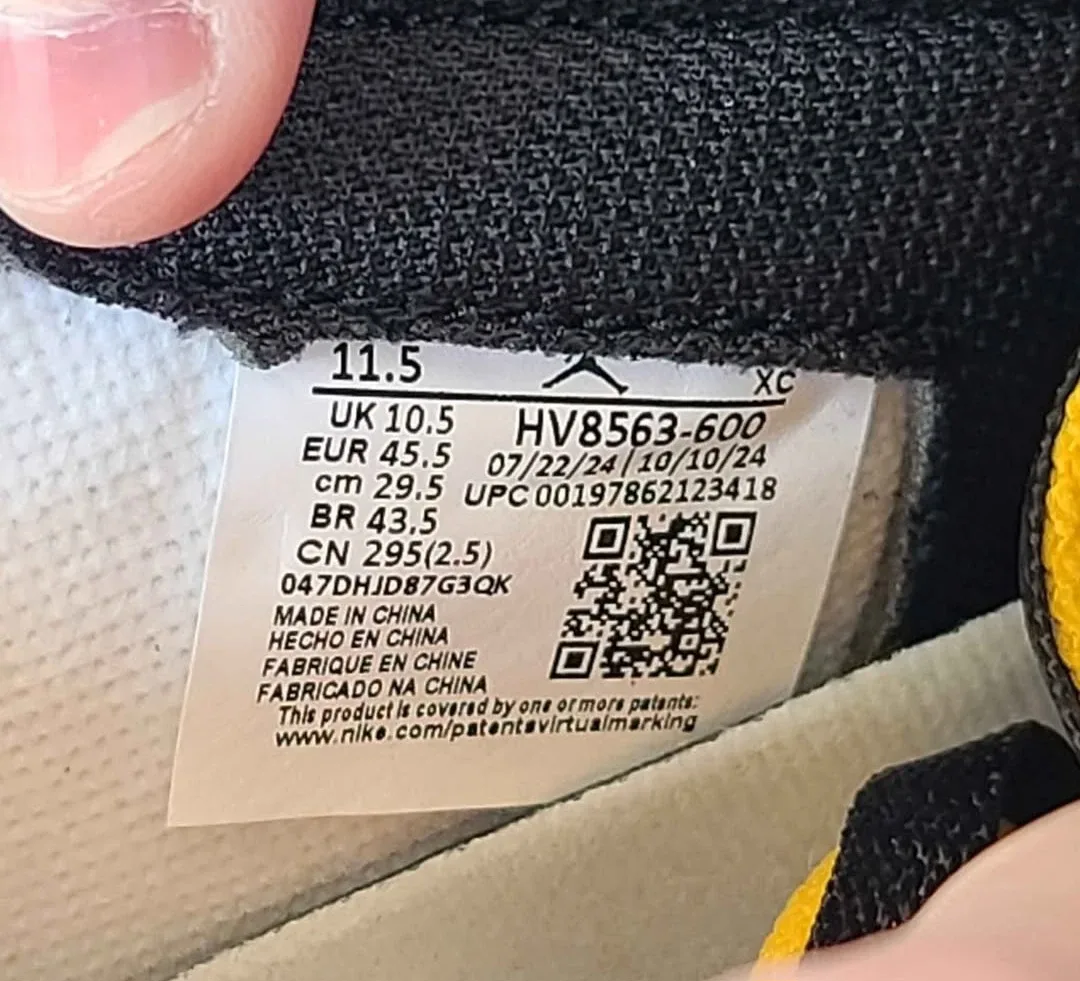 11.5 XC
UK 10.5 HV8563-600
EUR 45.5 07/22/24 | 10/10/24
cm 29.5 UPC 00197862123418
BR 43.5
CN 295(2.5)
047DHJD87G3QK
MADE IN CHINA
HECHO EN CHINA
FABRIQUE EN CHINE
FABRICADO NA CHINA
This product is covered by one or more patents:
www.nike.com/patentsvirtualmarking